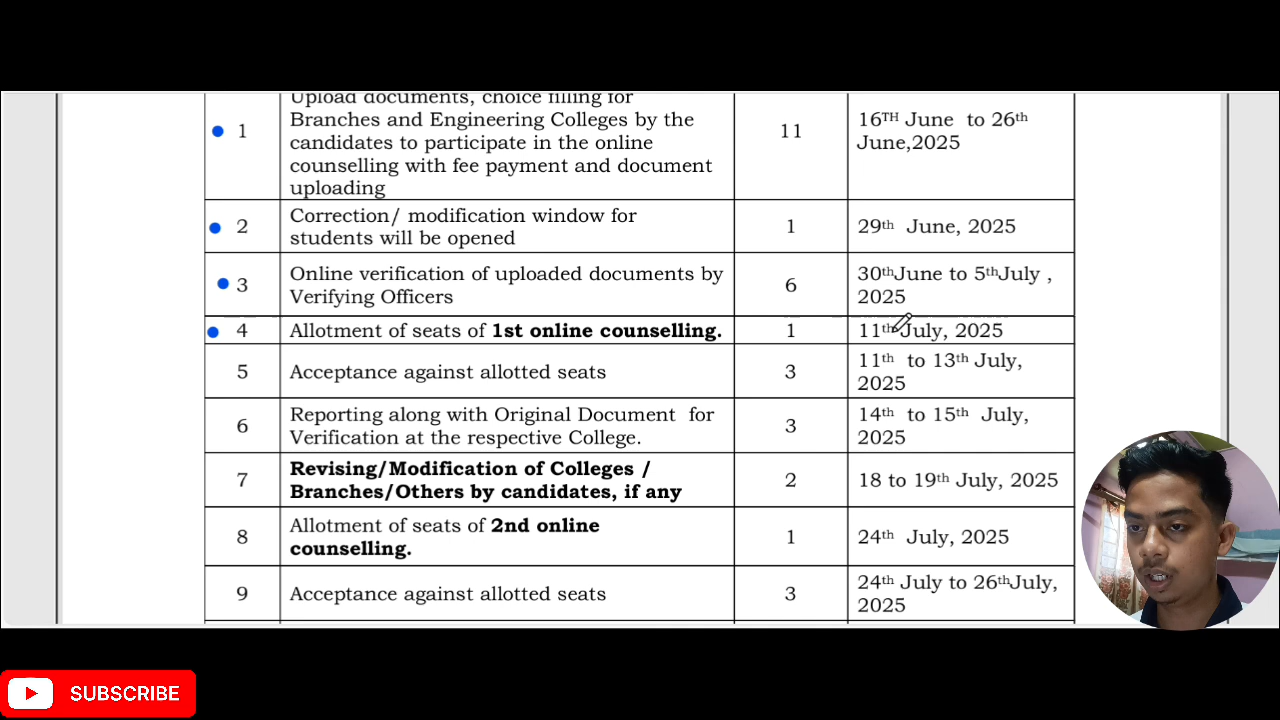 Upload documents, choice filling for
Branches and Engineering Colleges by the
candidates to participate in the online
counselling with fee payment and document
uploading
1
11
16TH June to 26th
June,2025
2
Correction/ modification window for
students will be opened
1
29th June, 2025
3
Online verification of uploaded documents by
Verifying Officers
6
30thJune to 5thJuly ,
2025
4
Allotment of seats of 1st online counselling.
1
11th July, 2025
5
Acceptance against allotted seats
3
11th to 13th July,
2025
6
Reporting along with Original Document for
Verification at the respective College.
3
14th to 15th July,
2025
7
Revising/Modification of Colleges /
Branches/Others by candidates, if any
2
18 to 19th July, 2025
8
Allotment of seats of 2nd online
counselling.
1
24th July, 2025
9
Acceptance against allotted seats
3
24th July to 26thJuly,
2025
SUBSCRIBE